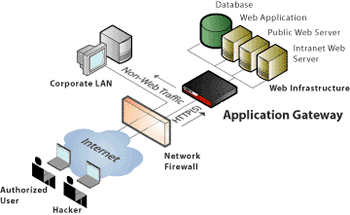 Database
Web Application
Public Web Server
Intranet Web
Server
Web Infrastructure
Corporate LAN
Non-Web Traffic
HTTP(S)
Application Gateway
Internet
Network
Firewall
Authorized
User
Hacker